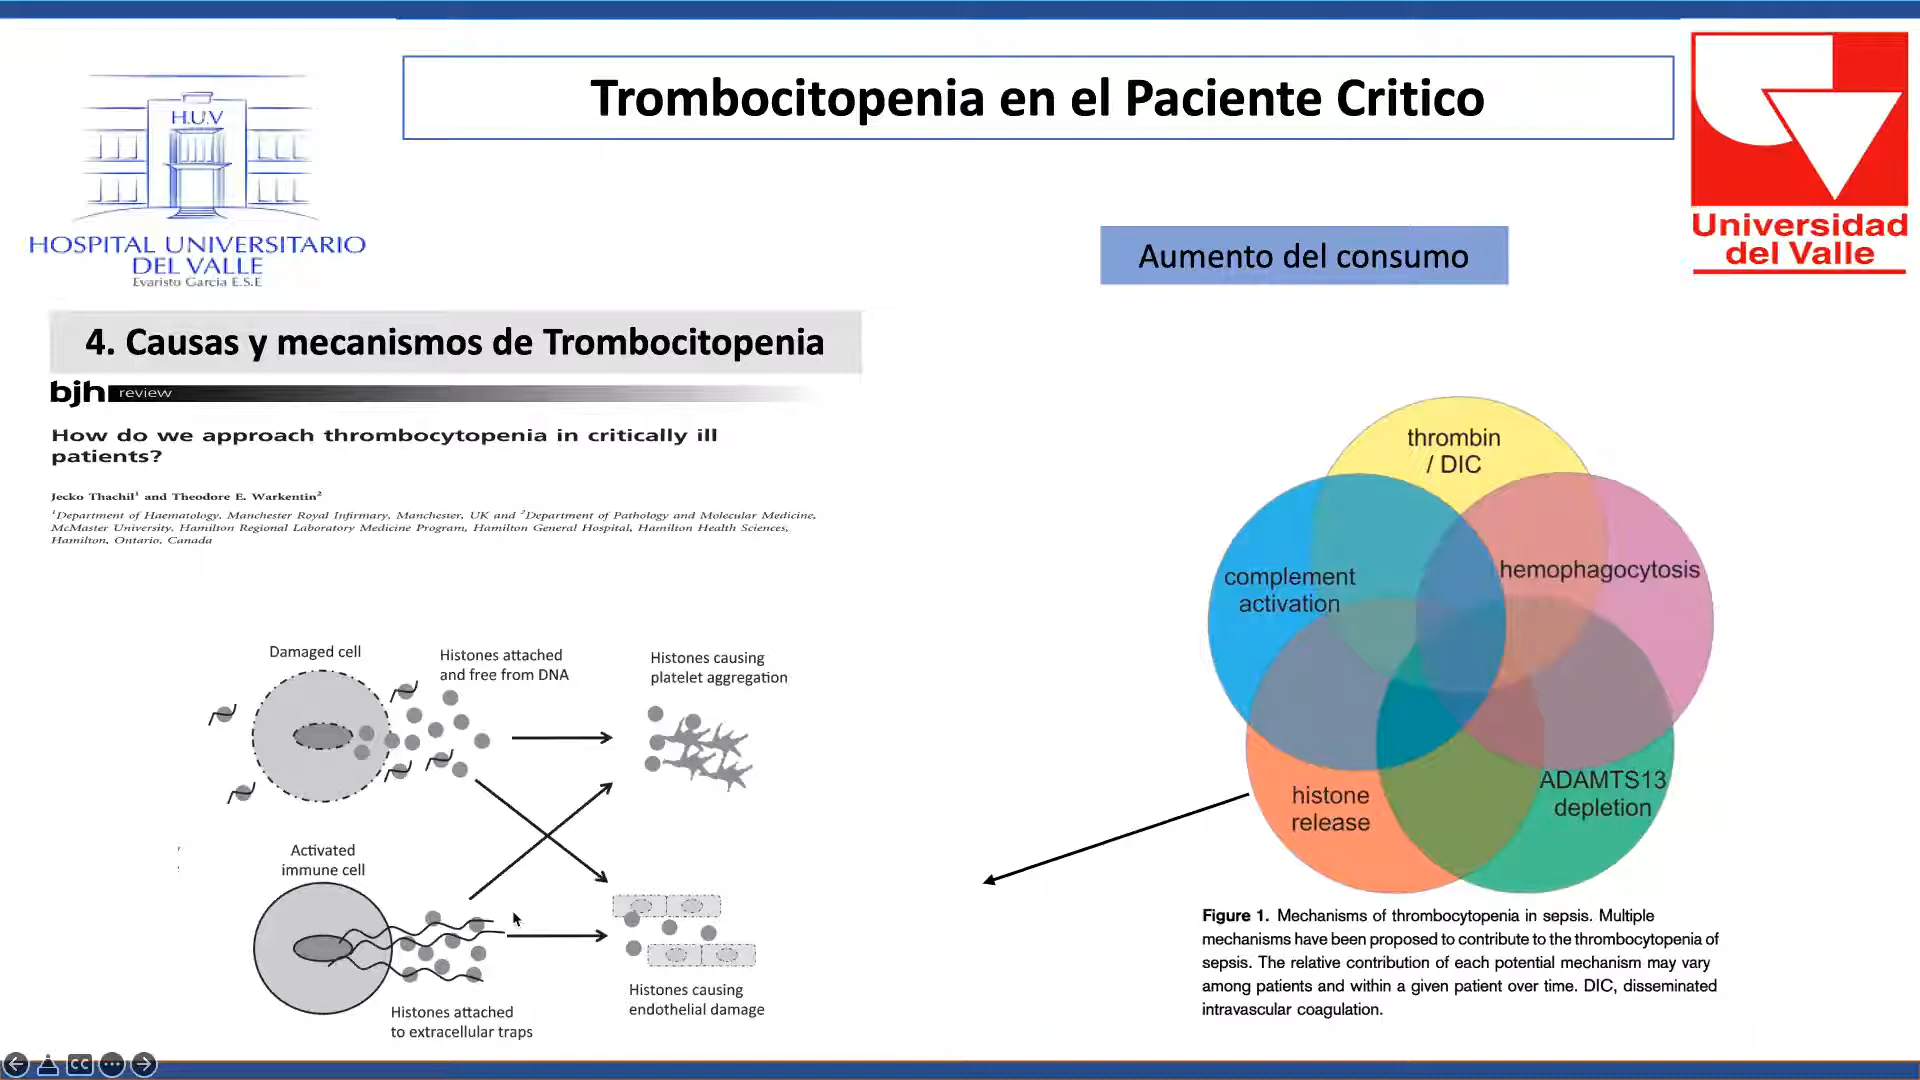 Trombocitopenia en el Paciente Critico
H.U.V
HOSPITAL UNIVERSITARIO
DEL VALLE
Evaristo Garcia E.S.E
Universidad
del Valle
Aumento del consumo
4. Causas y mecanismos de Trombocitopenia
bjh review
How do we approach thrombocytopenia in critically ill
patients?
Jecko Thachil¹ and Theodore E. Warkentin²
¹Department of Haematology, Manchester Royal Infirmary, Manchester, UK and ²Department of Pathology and Molecular Medicine,
McMaster University, Hamilton Regional Laboratory Medicine Program, Hamilton General Hospital, Hamilton Health Sciences,
Hamilton, Ontario, Canada
Damaged cell
Histones attached
and free from DNA
Histones causing
platelet aggregation
Activated
immune cell
Histones attached
to extracellular traps
Histones causing
endothelial damage
thrombin
/ DIC
complement
activation
hemophagocytosis
histone
release
ADAMTS13
depletion
Figure 1. Mechanisms of thrombocytopenia in sepsis. Multiple
mechanisms have been proposed to contribute to the thrombocytopenia of
sepsis. The relative contribution of each potential mechanism may vary
among patients and within a given patient over time. DIC, disseminated
intravascular coagulation.
CC